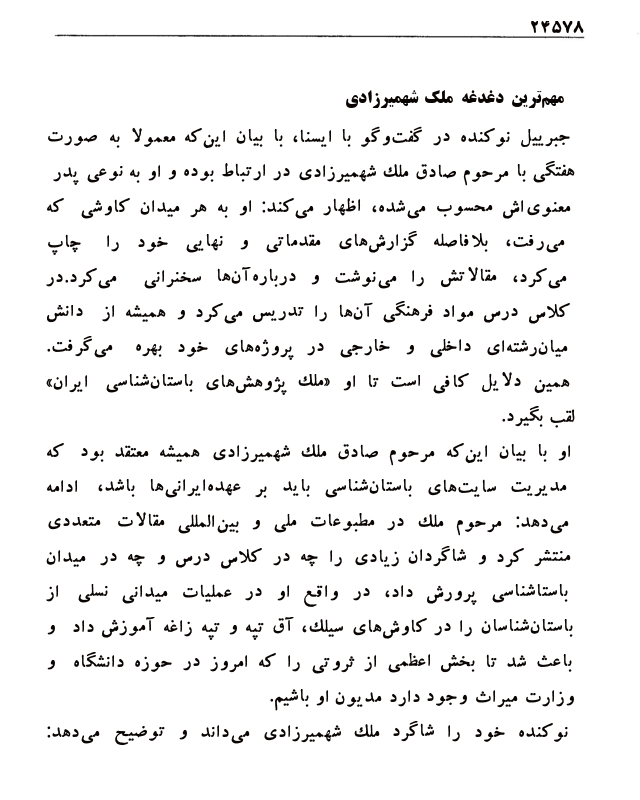 ۲۴۵۷۸
مهم‌ترین دغدغه ملک شهمیرزادی
جبرییل نوکنده در گفت‌وگو با ایسنا، با بیان این‌که معمولا به صورت
هفتگی با مرحوم صادق ملك شهمیرزادی در ارتباط بوده و او به نوعی پدر
معنوی‌اش محسوب می‌شده، اظهار می‌کند: او به هر میدان کاوشی که
می‌رفت، بلافاصله گزارش‌های مقدماتی و نهایی خود را چاپ
می‌کرد، مقالاتش را می‌نوشت و درباره‌آن‌ها سخنرانی می‌کرد.در
کلاس درس مواد فرهنگی آن‌ها را تدریس می‌کرد و همیشه از دانش
میان‌رشته‌ای داخلی و خارجی در پروژه‌های خود بهره می‌گرفت.
همین دلایل کافی است تا او «ملك پژوهش‌های باستان‌شناسی ایران»
لقب بگیرد.
او با بیان این‌که مرحوم صادق ملك شهمیرزادی همیشه معتقد بود که
مدیریت سایت‌های باستان‌شناسی باید بر عهده‌ایرانی‌ها باشد، ادامه
می‌دهد: مرحوم ملك در مطبوعات ملی و بین‌المللی مقالات متعددی
منتشر کرد و شاگردان زیادی را چه در کلاس درس و چه در میدان
باستاشناسی پرورش داد، در واقع او در عملیات میدانی نسلی از
باستان‌شناسان را در کاوش‌های سیلك، آق تپه و تپه زاغه آموزش داد و
باعث شد تا بخش اعظمی از ثروتی را که امروز در حوزه دانشگاه و
وزارت میراث وجود دارد مدیون او باشیم.
نوکنده خود را شاگرد ملك شهمیرزادی می‌داند و توضیح می‌دهد: